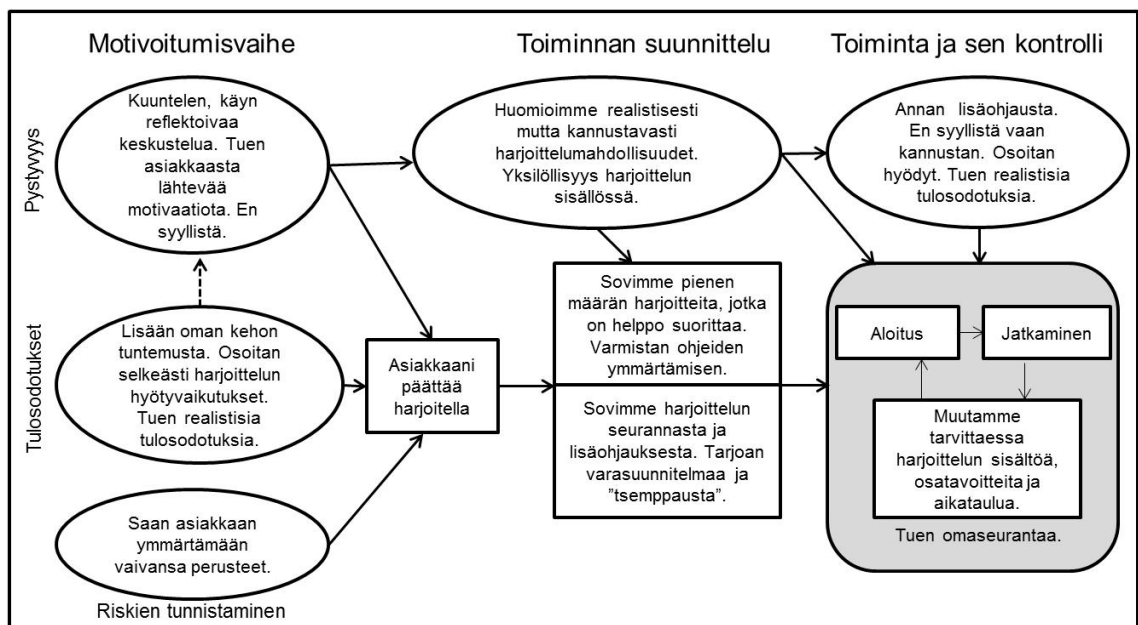 Motivoitumisvaihe
Toiminnan suunnittelu
Toiminta ja sen kontrolli
Pystyvyys
Kuuntelen, käyn
reflektoivaa
keskustelua. Tuen
asiakkaasta
lähtevää
motivaatiota. En
syyllistä.
Huomioimme realistisesti
mutta kannustavasti
harjoittelumahdollisuudet.
Yksilöllisyys harjoittelun
sisällössä.
Annan lisäohjausta.
En syyllistä vaan
kannustan. Osoitan
hyödyt. Tuen realistisia
tulosodotuksia.
Tulosodotukset
Lisään oman kehon
tuntemusta. Osoitan
selkeästi harjoittelun
hyötyvaikutukset.
Tuen realistisia
tulosodotuksia.
Asiakkaani
päättää
harjoitella
Sovimme pienen
määrän harjoitteita, jotka
on helppo suorittaa.
Varmistan ohjeiden
ymmärtämisen.
Sovimme harjoittelun
seurannasta ja
lisäohjauksesta. Tarjoan
varasuunnitelmaa ja
”tsemppausta”.
Aloitus
Jatkaminen
Muutamme
tarvittaessa
harjoittelun sisältöä,
osatavoitteita ja
aikataulua.
Tuen omaseurantaa.
Saan asiakkaan
ymmärtämään
vaivansa perusteet.
Riskien tunnistaminen